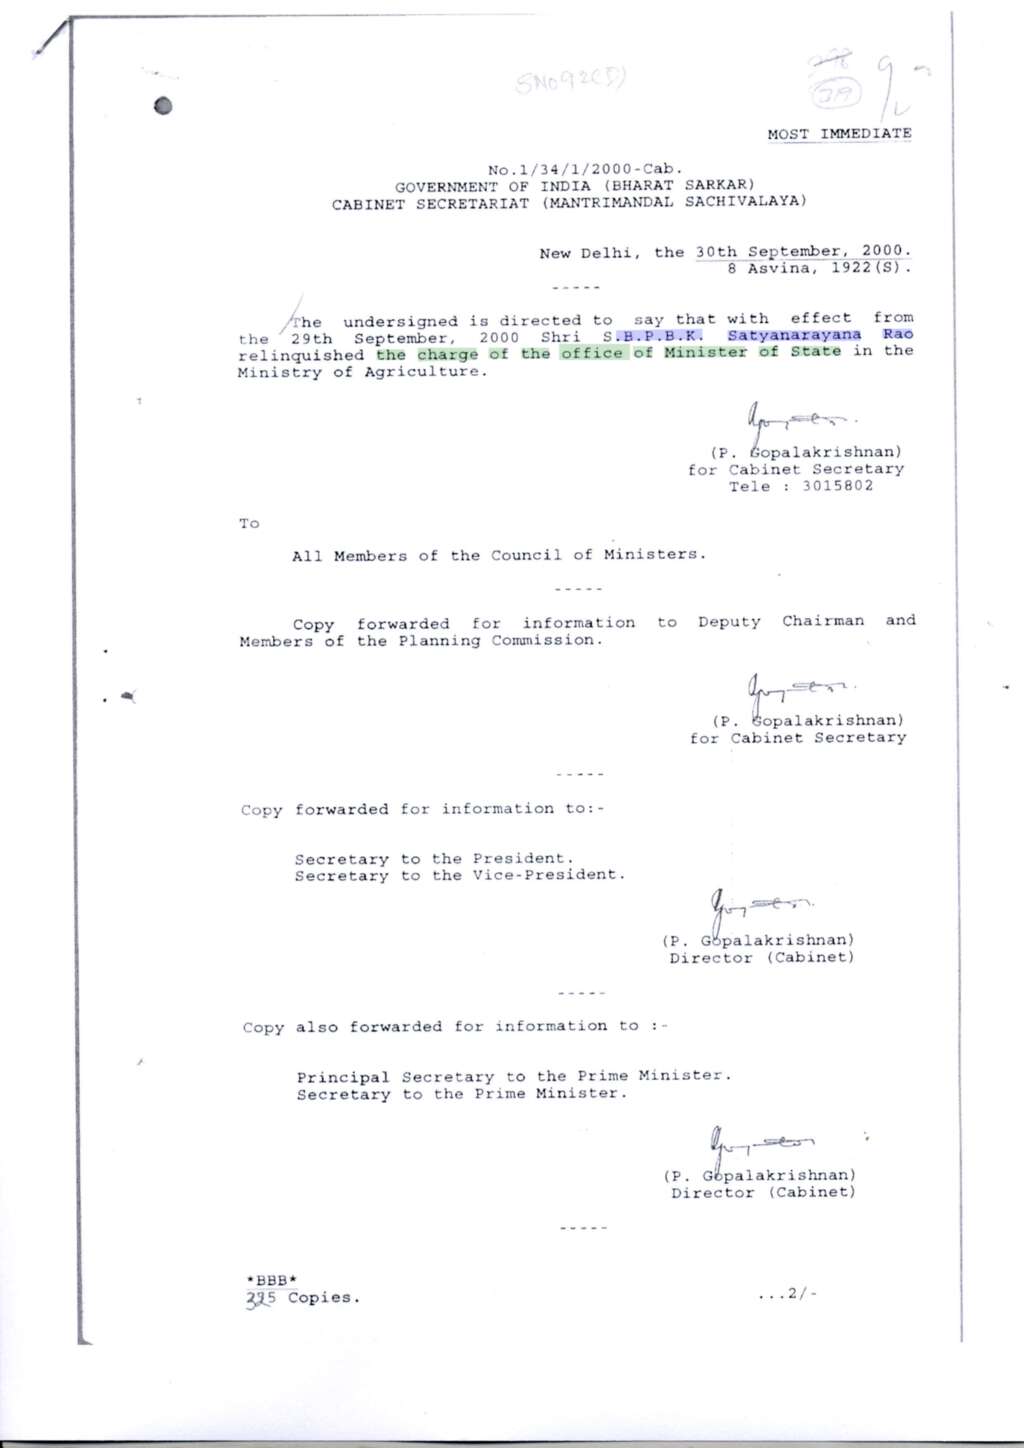 SNo92(5)
219
MOST IMMEDIATE
No.1/34/1/2000-Cab.
GOVERNMENT OF INDIA (BHARAT SARKAR)
CABINET SECRETARIAT (MANTRIMANDAL SACHIVALAYA)
New Delhi, the 30th September, 2000.
8 Asvina, 1922(S).
-----
The undersigned is directed to say that with effect from
the 29th September, 2000 Shri S.B.P.B.K. Satyanarayana Rao
relinquished the charge of the office of Minister of State in the
Ministry of Agriculture.
(P. Gopalakrishnan)
for Cabinet Secretary
Tele : 3015802
To
All Members of the Council of Ministers.
-----
Copy forwarded for information to Deputy Chairman and
Members of the Planning Commission.
(P. Gopalakrishnan)
for Cabinet Secretary
-----
Copy forwarded for information to:-
Secretary to the President.
Secretary to the Vice-President.
(P. Gopalakrishnan)
Director (Cabinet)
-----
Copy also forwarded for information to :-
Principal Secretary to the Prime Minister.
Secretary to the Prime Minister.
(P. Gopalakrishnan)
Director (Cabinet)
-----
*BBB*
Copies.
...2/-